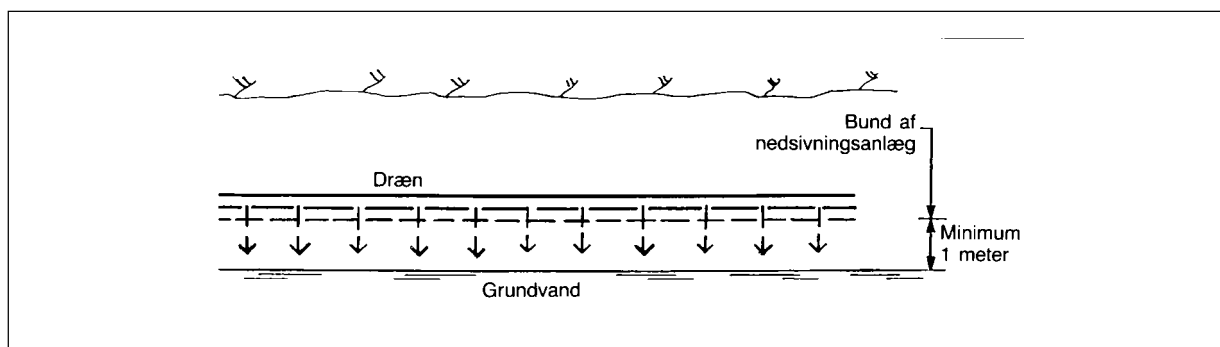 Bund af
nedsivningsanlæg
Dræn
Minimum
1 meter
Grundvand